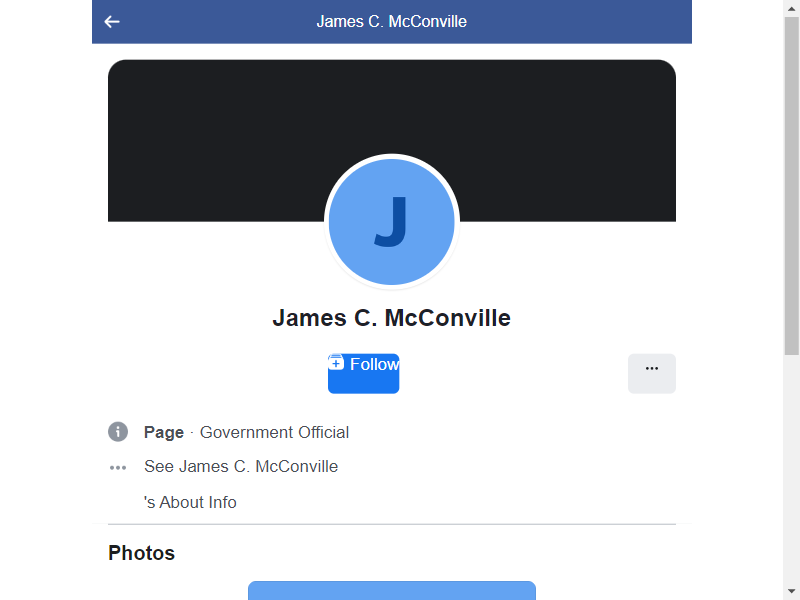 James C. McConville
J
James C. McConville
Follow
Page · Government Official
See James C. McConville
's About Info
Photos